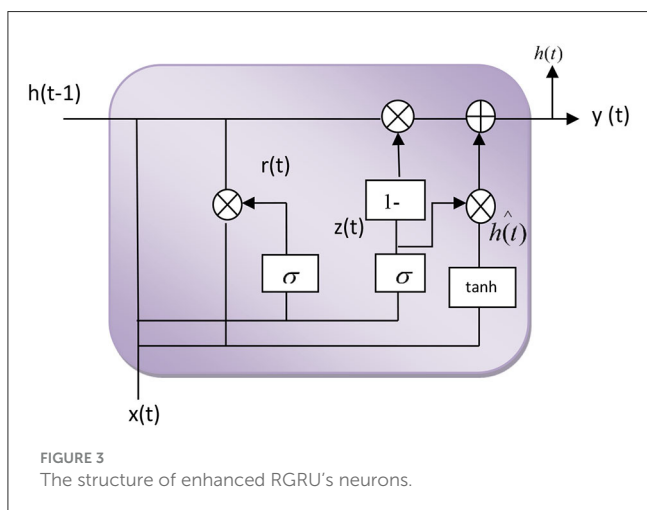 h(t)
h(t-1)
y (t)
r(t)
1-
z(t)
ĥ(t)
σ
σ
tanh
x(t)
FIGURE 3
The structure of enhanced RGRU's neurons.